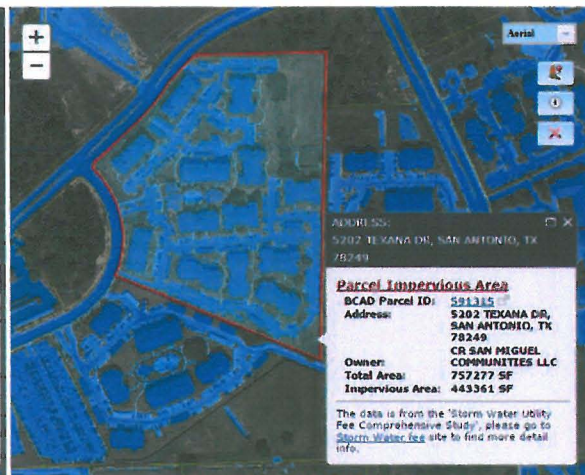 +
−
Aerial
ADDRESS:
5202 TEXANA DR, SAN ANTONIO, TX
78249
Parcel Impervious Area
BCAD Parcel ID: 591315
Address: 5202 TEXANA DR,
SAN ANTONIO, TX
78249
CR SAN MIGUEL
Owner: COMMUNITIES LLC
Total Area: 757277 SF
Impervious Area: 443361 SF
The data is from the 'Storm Water Utility
Fee Comprehensive Study', please go to
Storm Water fee site to find more detail
info.